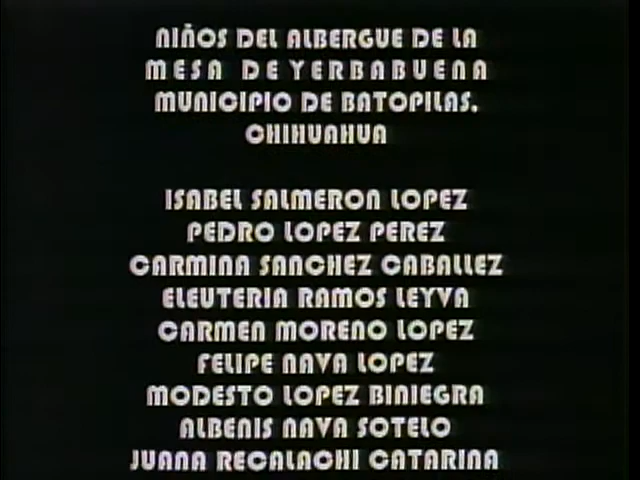 NIÑOS DEL ALBERGUE DE LA
MESA DE YERBABUENA
MUNICIPIO DE BATOPILAS.
CHIHUAHUA
ISABEL SALMERON LOPEZ
PEDRO LOPEZ PEREZ
CARMINA SANCHEZ CABALLEZ
ELEUTERIA RAMOS LEYVA
CARMEN MORENO LOPEZ
FELIPE NAVA LOPEZ
MODESTO LOPEZ BINIEGRA
ALBENIS NAVA SOTELO
JUANA RECALACHI CATARINA